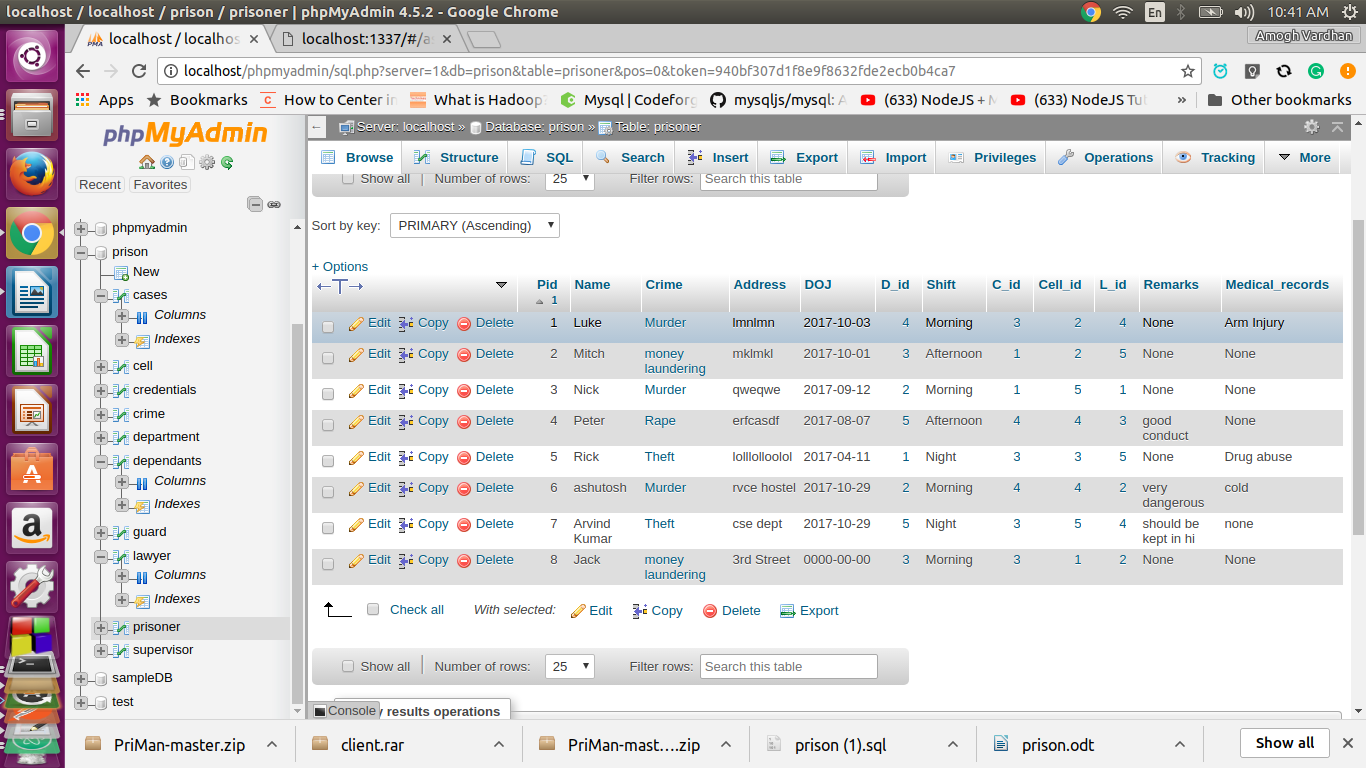 localhost / localhost / prison / prisoner | phpMyAdmin 4.5.2 - Google Chrome
En
10:41 AM
localhost / localhos
localhost:1337/#/a
Amogh Vardhan
localhost/phpmyadmin/sql.php?server=1&db=prison&table=prisoner&pos=0&token=940bf307d1f8e9f8632fde2ecb0b4ca7
Apps Bookmarks How to Center in What is Hadoop Mysql | Codeforg mysqljs/mysql: A (633) NodeJS + M (633) NodeJS Tut » Other bookmarks
phpMyAdmin
Recent Favorites
phpmyadmin
prison
New
cases
Columns
Indexes
cell
credentials
crime
department
dependants
Columns
Indexes
guard
lawyer
Columns
Indexes
prisoner
supervisor
sampleDB
test
Server: localhost » Database: prison » Table: prisoner
Browse Structure SQL Search Insert Export Import Privileges Operations Tracking More
Show all Number of rows: 25 Filter rows: Search this table
Sort by key: PRIMARY (Ascending)
+ Options
Pid 1 Name Crime Address DOJ D_id Shift C_id Cell_id L_id Remarks Medical_records
Edit Copy Delete 1 Luke Murder lmnlmn 2017-10-03 4 Morning 3 2 4 None Arm Injury
Edit Copy Delete 2 Mitch money mklmkl 2017-10-01 3 Afternoon 1 2 5 None None
laundering
Edit Copy Delete 3 Nick Murder qweqwe 2017-09-12 2 Morning 1 5 1 None None
Edit Copy Delete 4 Peter Rape erfcasdf 2017-08-07 5 Afternoon 4 4 3 good None
conduct
Edit Copy Delete 5 Rick Theft lolllolloolol 2017-04-11 1 Night 3 3 5 None Drug abuse
Edit Copy Delete 6 ashutosh Murder rvce hostel 2017-10-29 2 Morning 4 4 2 very cold
dangerous
Edit Copy Delete 7 Arvind Theft cse dept 2017-10-29 5 Night 3 5 4 should be none
Kumar kept in hi
Edit Copy Delete 8 Jack money 3rd Street 0000-00-00 3 Morning 3 1 2 None None
laundering
Check all With selected: Edit Copy Delete Export
Show all Number of rows: 25 Filter rows: Search this table
Console y results operations
PriMan-master.zip client.rar PriMan-mast....zip prison (1).sql prison.odt Show all